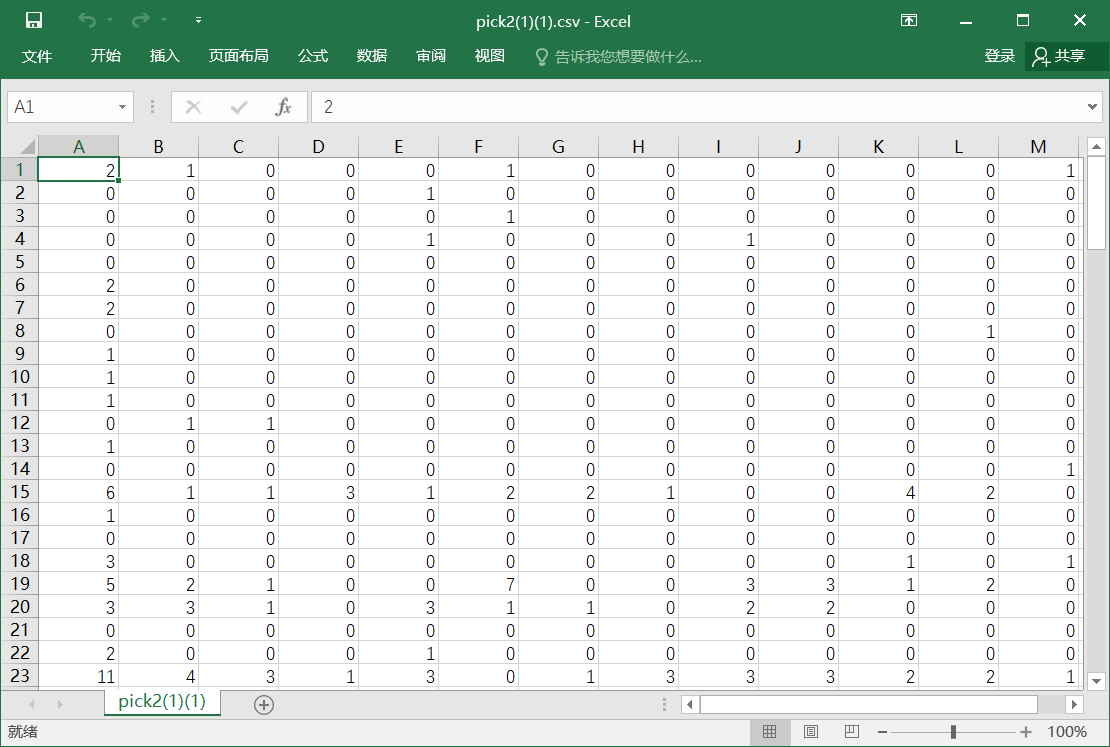 pick2(1)(1).csv - Excel
文件 开始 插入 页面布局 公式 数据 审阅 视图 告诉我您想要做什么... 登录 共享
A1 fx 2
A B C D E F G H I J K L M
1 2 1 0 0 0 1 0 0 0 0 0 0 1
2 0 0 0 0 1 0 0 0 0 0 0 0 0
3 0 0 0 0 0 1 0 0 0 0 0 0 0
4 0 0 0 0 1 0 0 0 1 0 0 0 0
5 0 0 0 0 0 0 0 0 0 0 0 0 0
6 2 0 0 0 0 0 0 0 0 0 0 0 0
7 2 0 0 0 0 0 0 0 0 0 0 0 0
8 0 0 0 0 0 0 0 0 0 0 0 1 0
9 1 0 0 0 0 0 0 0 0 0 0 0 0
10 1 0 0 0 0 0 0 0 0 0 0 0 0
11 1 0 0 0 0 0 0 0 0 0 0 0 0
12 0 1 1 0 0 0 0 0 0 0 0 0 0
13 1 0 0 0 0 0 0 0 0 0 0 0 0
14 0 0 0 0 0 0 0 0 0 0 0 0 1
15 6 1 1 3 1 2 2 1 0 0 4 2 0
16 1 0 0 0 0 0 0 0 0 0 0 0 0
17 0 0 0 0 0 0 0 0 0 0 0 0 0
18 3 0 0 0 0 0 0 0 0 0 1 0 1
19 5 2 1 0 0 7 0 0 3 3 1 2 0
20 3 3 1 0 3 1 1 0 2 2 0 0 0
21 0 0 0 0 0 0 0 0 0 0 0 0 0
22 2 0 0 0 1 0 0 0 0 0 0 0 0
23 11 4 3 1 3 0 1 3 3 3 2 2 1
pick2(1)(1)
就绪 100%